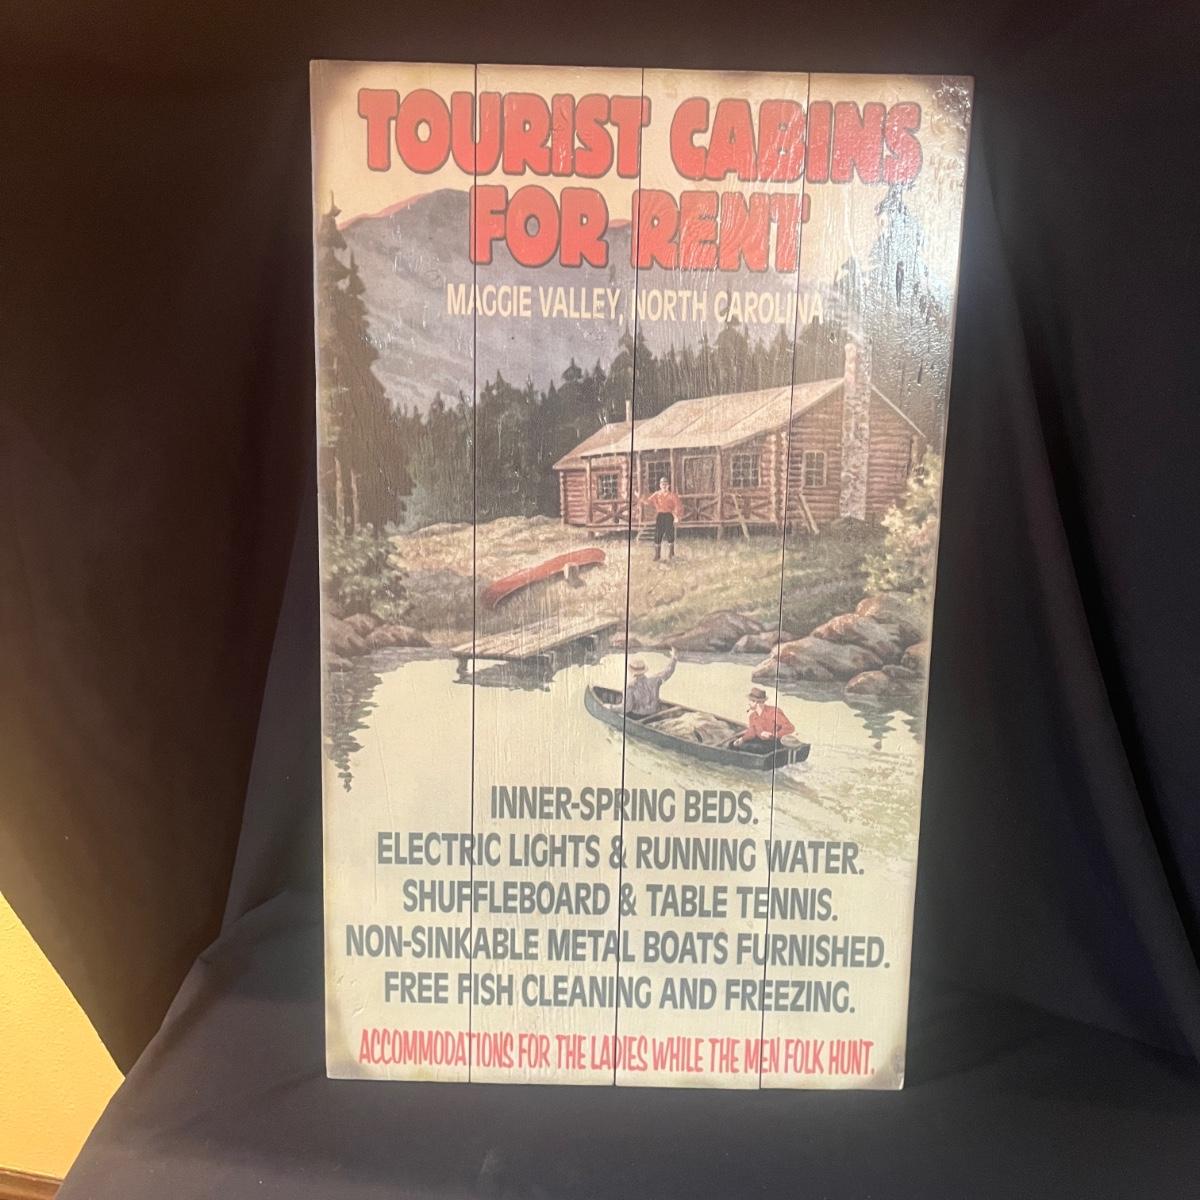 TOURIST CABINS
FOR RENT
MAGGIE VALLEY, NORTH CAROLINA
INNER-SPRING BEDS.
ELECTRIC LIGHTS & RUNNING WATER.
SHUFFLEBOARD & TABLE TENNIS.
NON-SINKABLE METAL BOATS FURNISHED.
FREE FISH CLEANING AND FREEZING.
ACCOMMODATIONS FOR THE LADIES WHILE THE MEN FOLK HUNT.